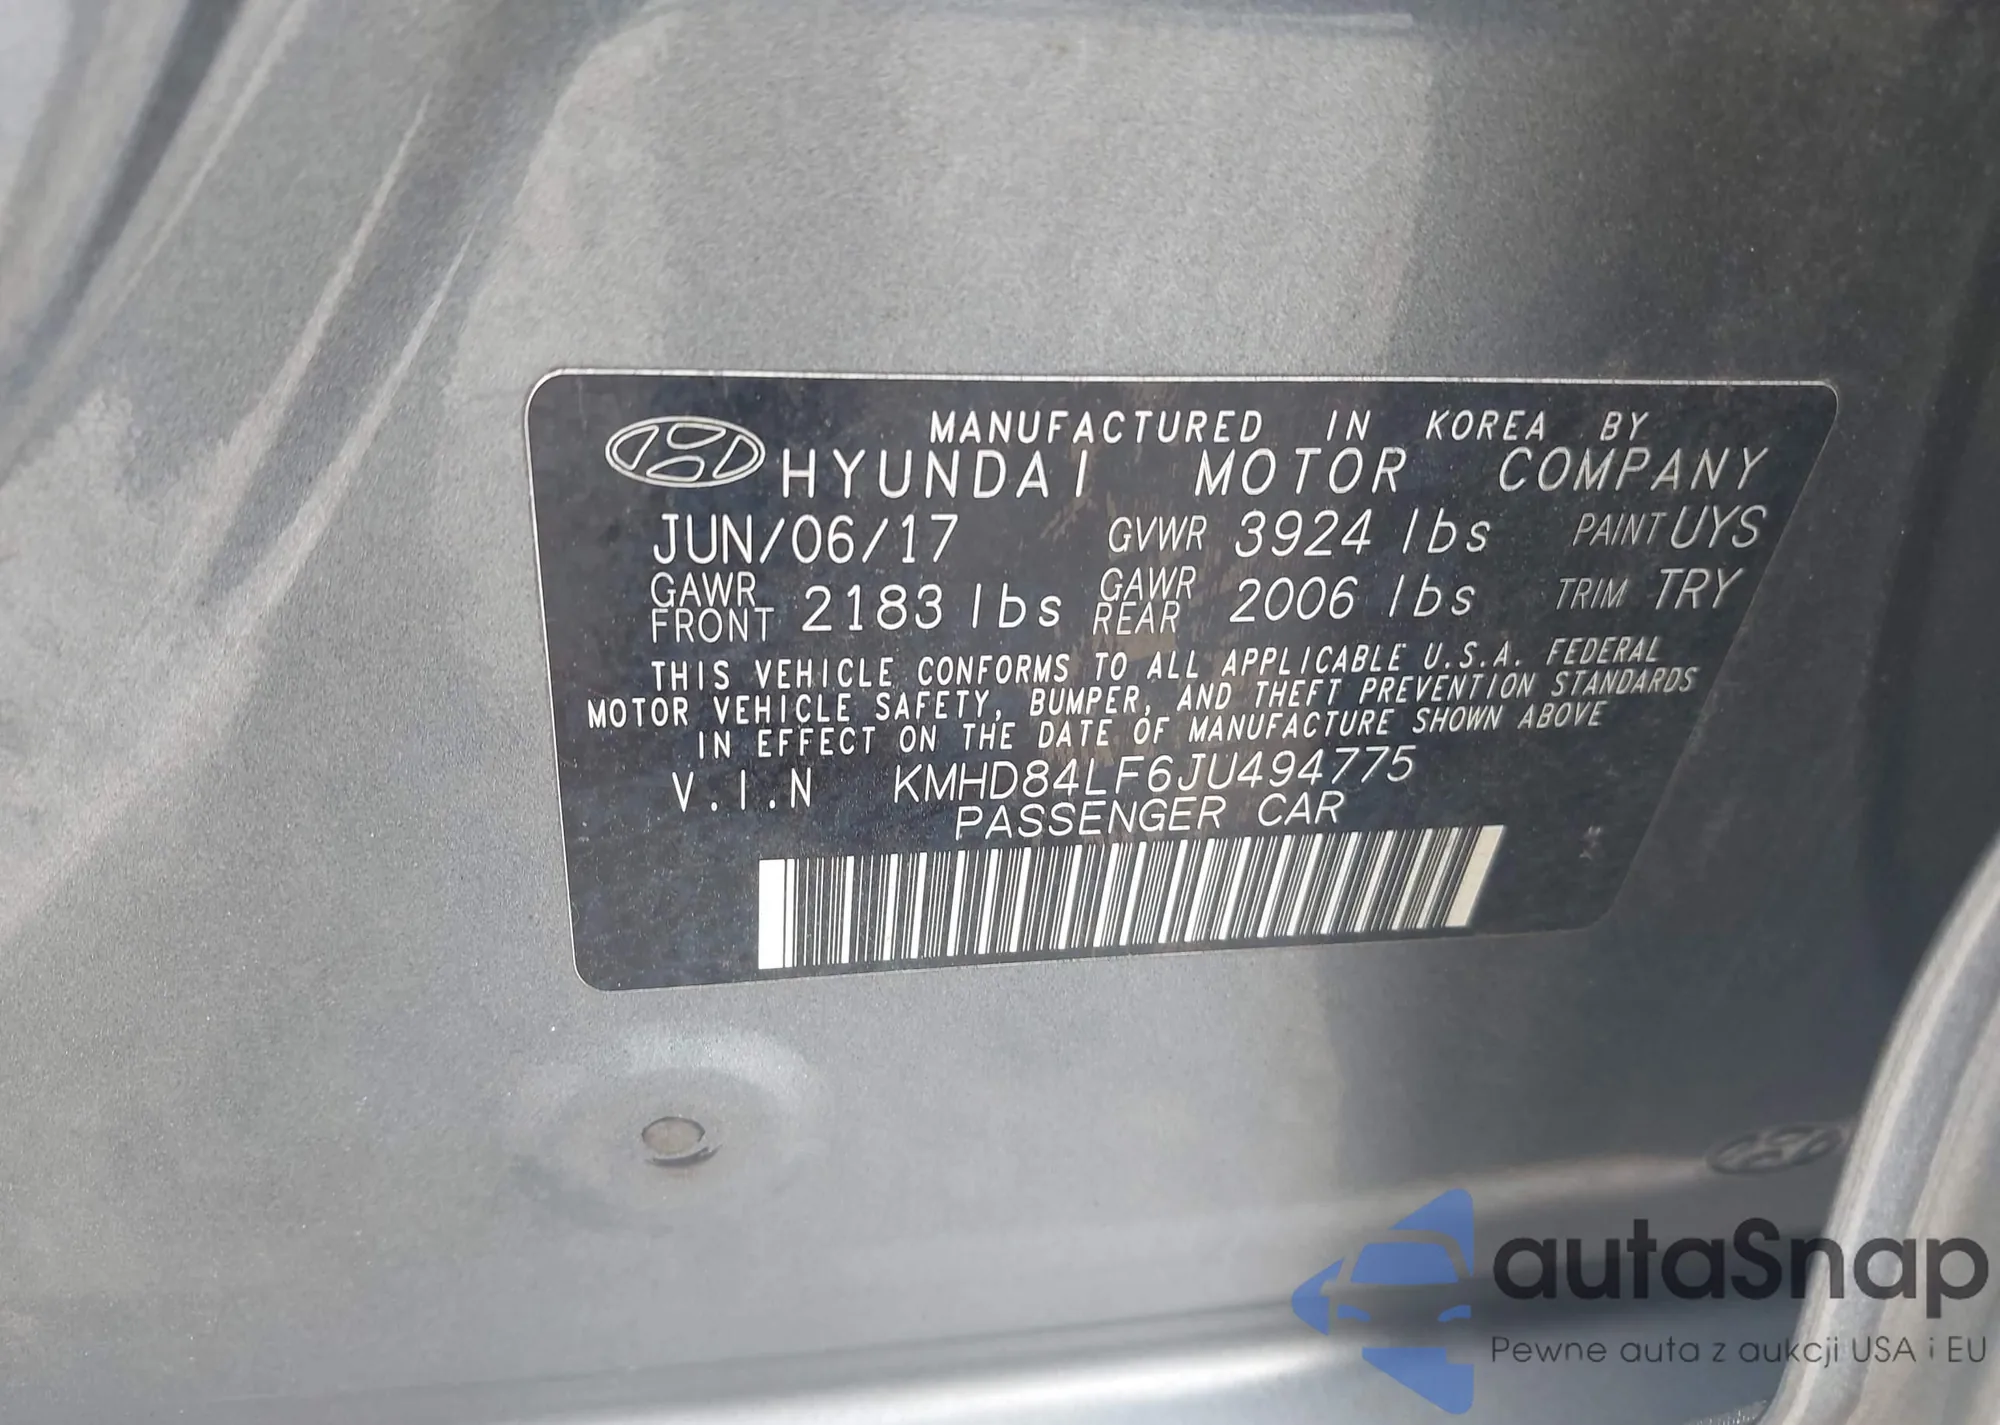 MANUFACTURED IN KOREA BY
HYUNDAI MOTOR COMPANY
JUN/06/17 GVWR 3924 lbs PAINT UYS
GAWR FRONT 2183 lbs GAWR REAR 2006 lbs TRIM TRY
THIS VEHICLE CONFORMS TO ALL APPLICABLE U.S.A. FEDERAL
MOTOR VEHICLE SAFETY, BUMPER, AND THEFT PREVENTION STANDARDS
IN EFFECT ON THE DATE OF MANUFACTURE SHOWN ABOVE
V.I.N KMHD84LF6JU494775
PASSENGER CAR
autaSnap
Pewne auta z aukcji USA i EU